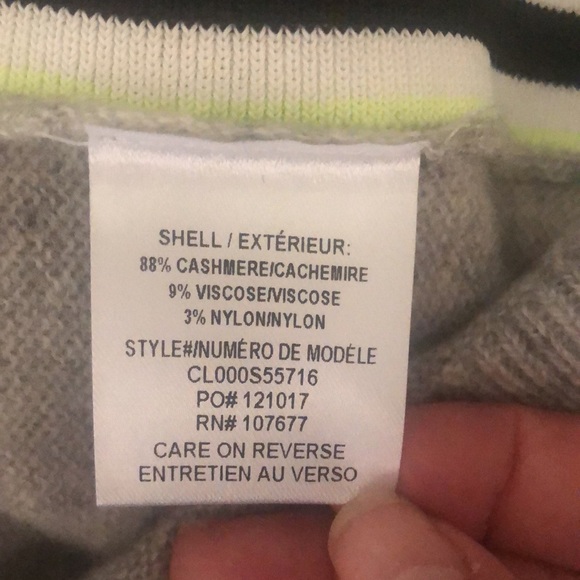 SHELL / EXTÉRIEUR:
88% CASHMERE/CACHEMIRE
9% VISCOSE/VISCOSE
3% NYLON/NYLON
STYLE#/NUMÉRO DE MODÉLE
CL000S55716
PO# 121017
RN# 107677
CARE ON REVERSE
ENTRETIEN AU VERSO